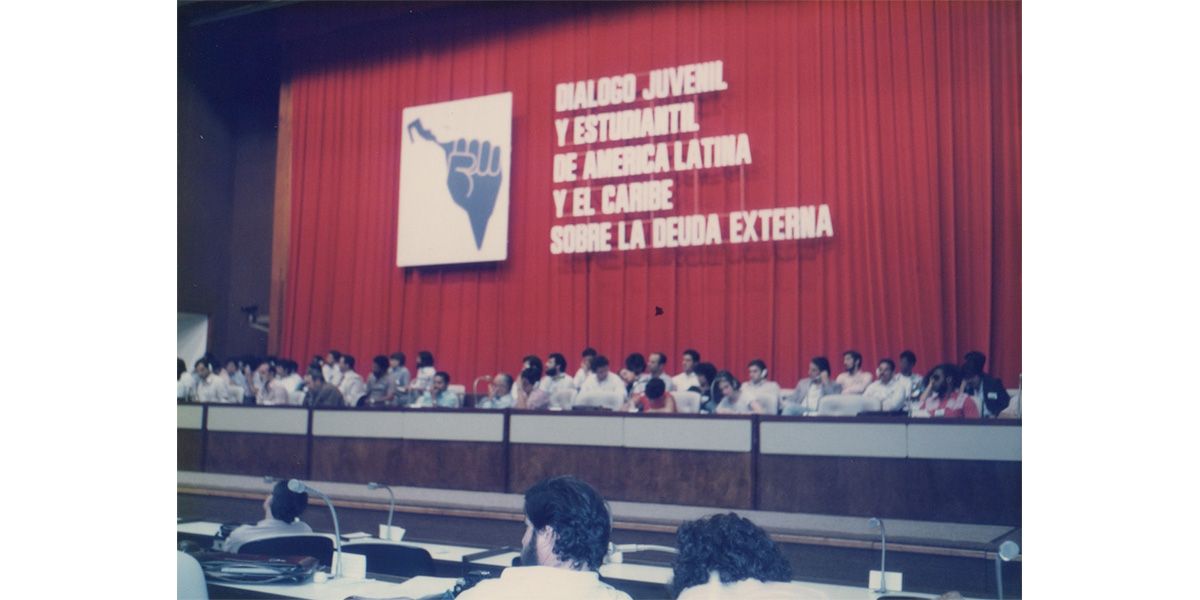 DIALOGO JUVENIL
Y ESTUDIANTIL
DE AMERICA LATINA
Y EL CARIBE
SOBRE LA DEUDA EXTERNA